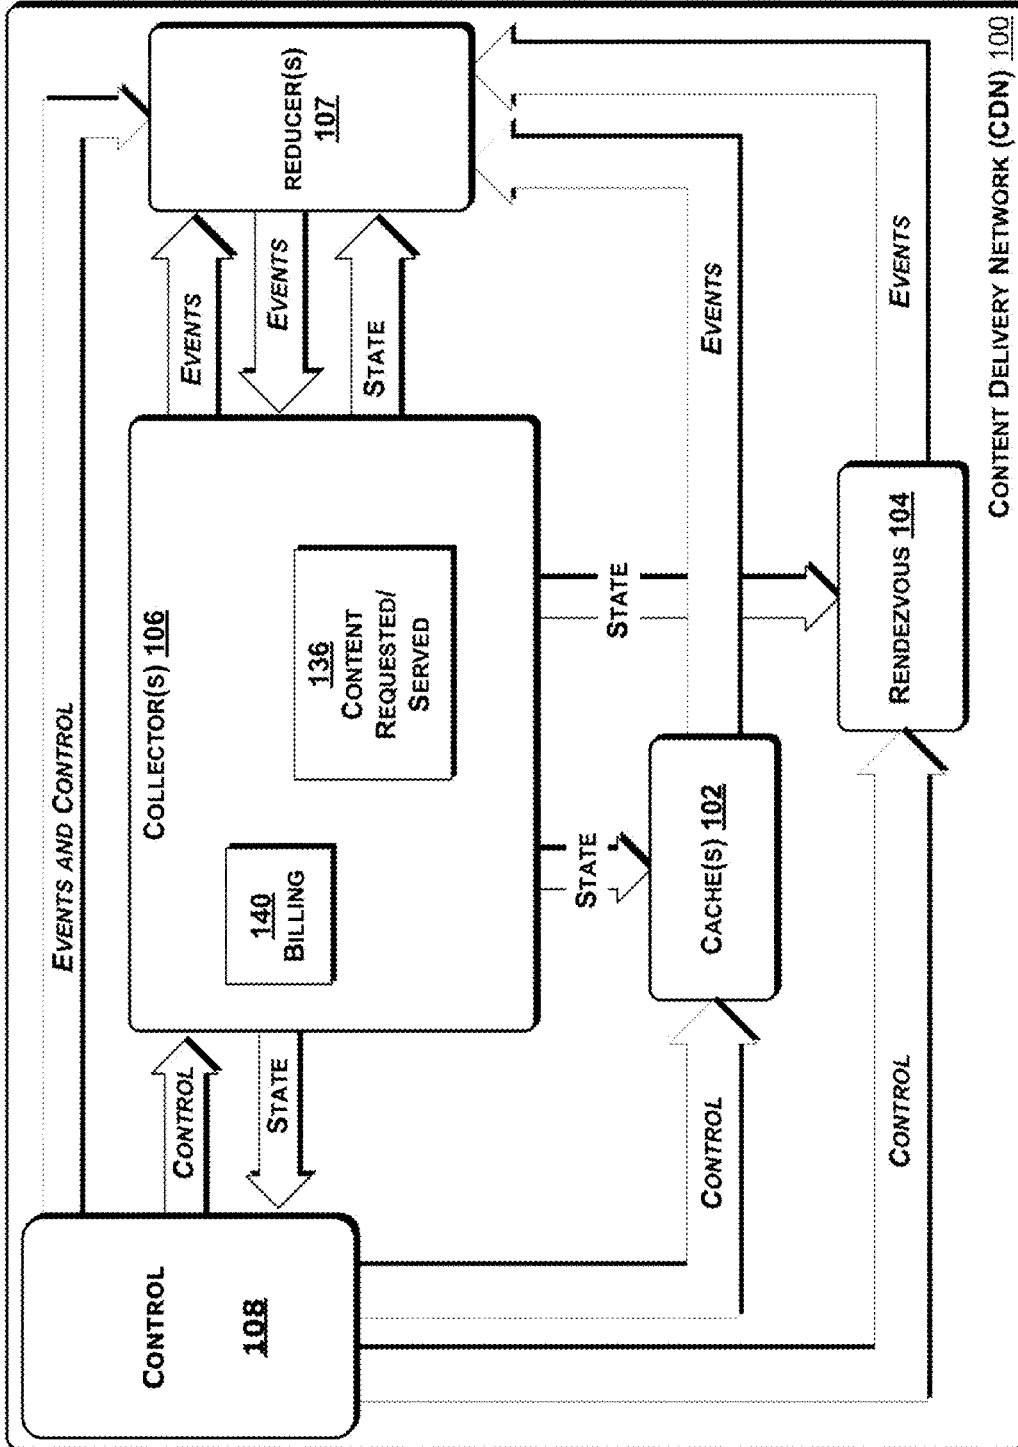 EVENTS AND CONTROL
CONTROL
108
CONTROL
STATE
COLLECTOR(S) 106
140
BILLING
136
CONTENT
REQUESTED/
SERVED
EVENTS
EVENTS
STATE
REDUCER(S)
107
STATE
STATE
CACHE(S) 102
CONTROL
EVENTS
RENDEZVOUS 104
CONTROL
EVENTS
CONTENT DELIVERY NETWORK (CDN) 100